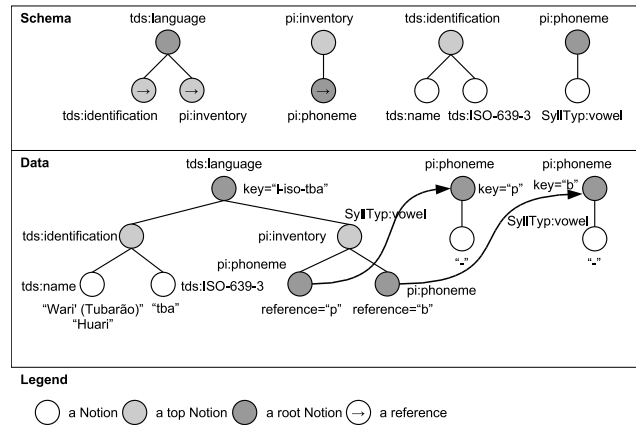 Schema
tds:language
pi:inventory
tds:identification
pi:phoneme
→ → →
tds:identification
pi:inventory
pi:phoneme
tds:name
tds:ISO-639-3
SyllTyp:vowel
Data
tds:language
pi:phoneme
pi:phoneme
key="l-iso-tba"
key="p"
key="b"
SyllTyp:vowel
SyllTyp:vowel
tds:identification
pi:inventory
"-"
"-"
pi:phoneme
tds:name
tds:ISO-639-3
pi:phoneme
"Wari' (Tubarão)"
"tba"
reference="p"
reference="b"
"Huari"
Legend
a Notion
a top Notion
a root Notion
→ a reference